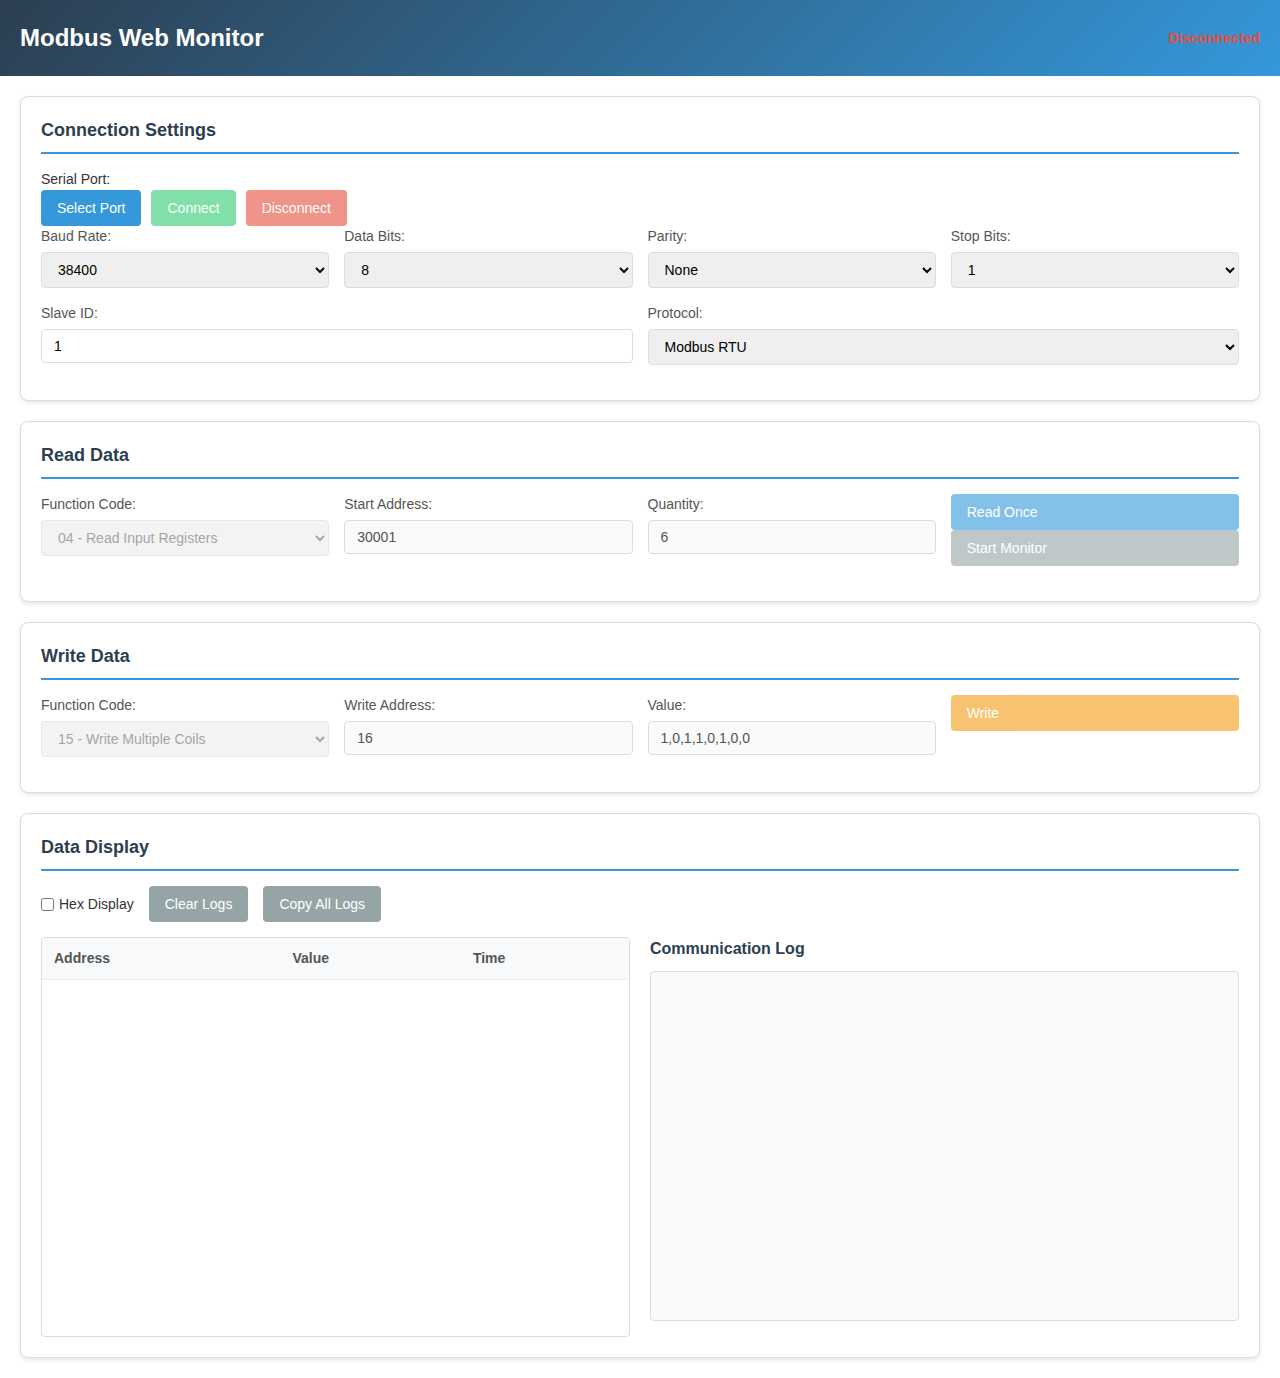 Modbus Web Monitor
Disconnected
Connection Settings
Serial Port:
Select Port Connect Disconnect
Baud Rate: Data Bits: Parity: Stop Bits:
38400 8 None 1
Slave ID: Protocol:
1 Modbus RTU
Read Data
Function Code: Start Address: Quantity:
04 - Read Input Registers 30001 6
Read Once
Start Monitor
Write Data
Function Code: Write Address: Value:
15 - Write Multiple Coils 16 1,0,1,1,0,1,0,0
Write
Data Display
Hex Display Clear Logs Copy All Logs
Address Value Time
Communication Log